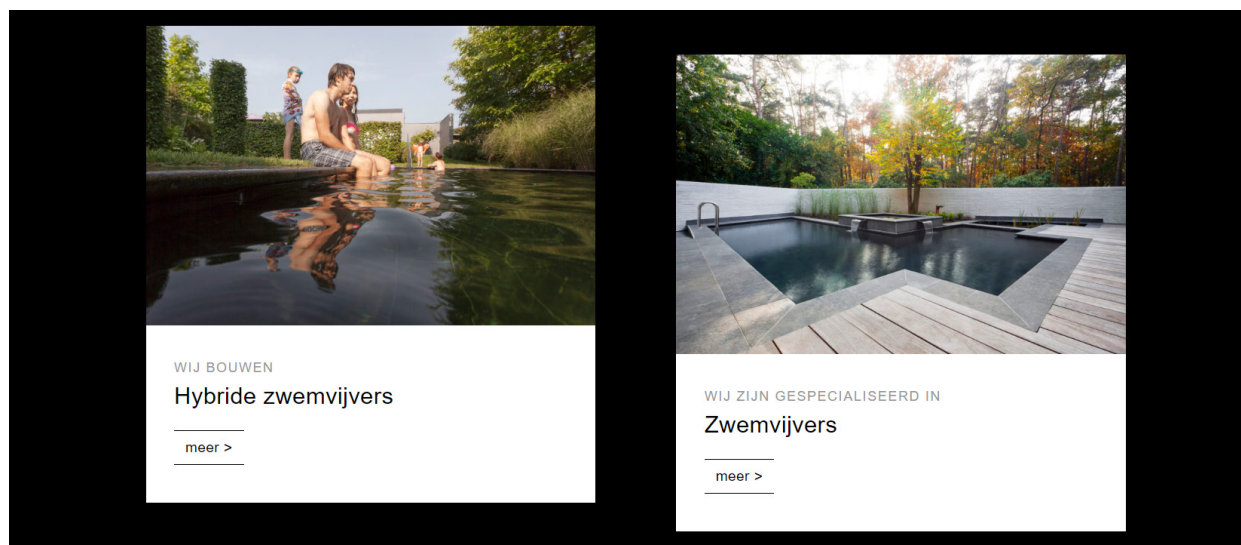 WIJ BOUWEN
Hybride zwemvijvers
meer >
WIJ ZIJN GESPECIALISEERD IN
Zwemvijvers
meer >